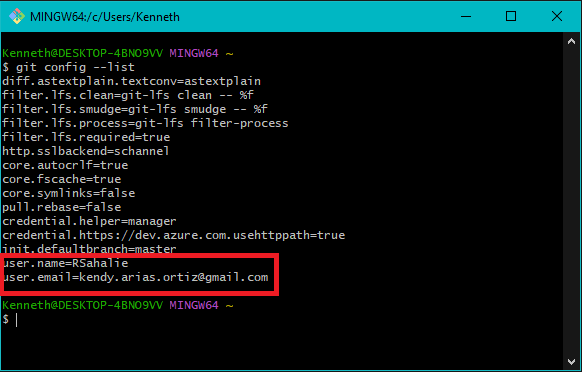 MINGW64:/c/Users/Kenneth
Kenneth@DESKTOP-4BNO9VV MINGW64 ~
$ git config --list
diff.astextplain.textconv=astextplain
filter.lfs.clean=git-lfs clean -- %f
filter.lfs.smudge=git-lfs smudge -- %f
filter.lfs.process=git-lfs filter-process
filter.lfs.required=true
http.sslbackend=schannel
core.autocrlf=true
core.fscache=true
core.symlinks=false
pull.rebase=false
credential.helper=manager
credential.https://dev.azure.com.usehttppath=true
init.defaultbranch=master
user.name=RSahalie
user.email=kendy.arias.ortiz@gmail.com
Kenneth@DESKTOP-4BNO9VV MINGW64 ~
$